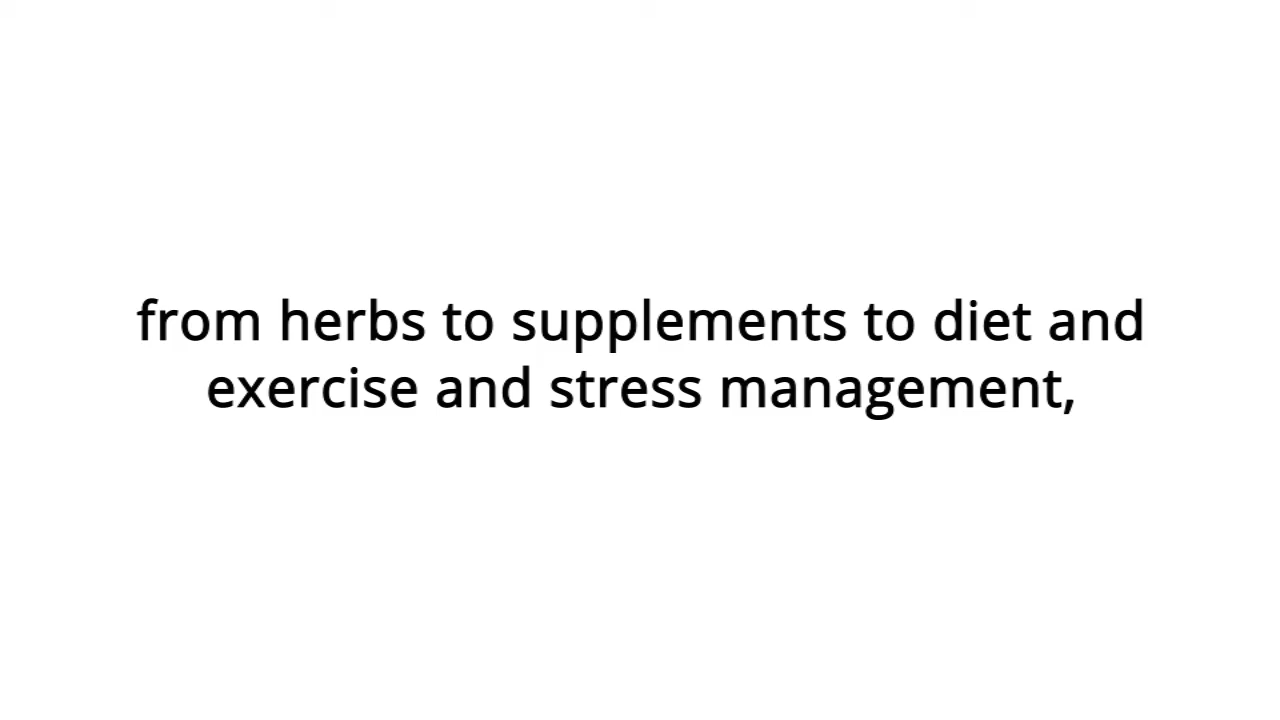 from herbs to supplements to diet and
exercise and stress management,